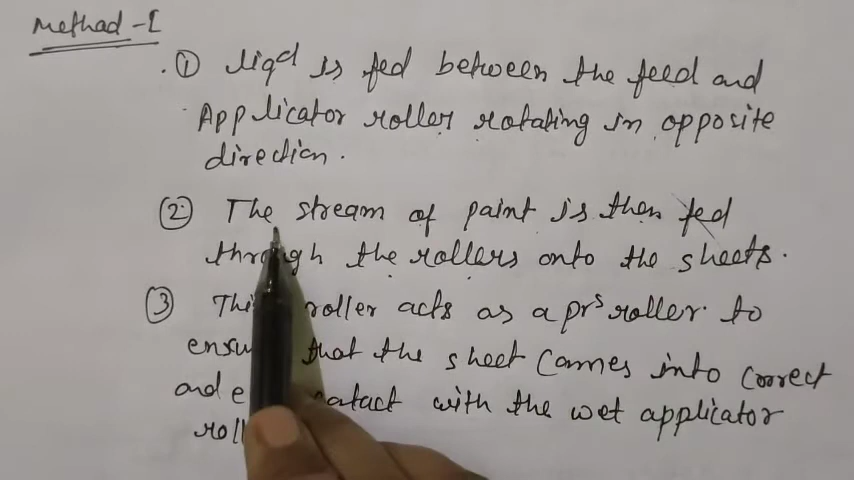 Method-I
① liqd is fed between the feed and
Applicator roller rotating in opposite
direction.
② The stream of paint is then fed
through the rollers onto the sheets.
③ roller acts as a prs roller to
that the sheet comes into correct
and with the wet applicator